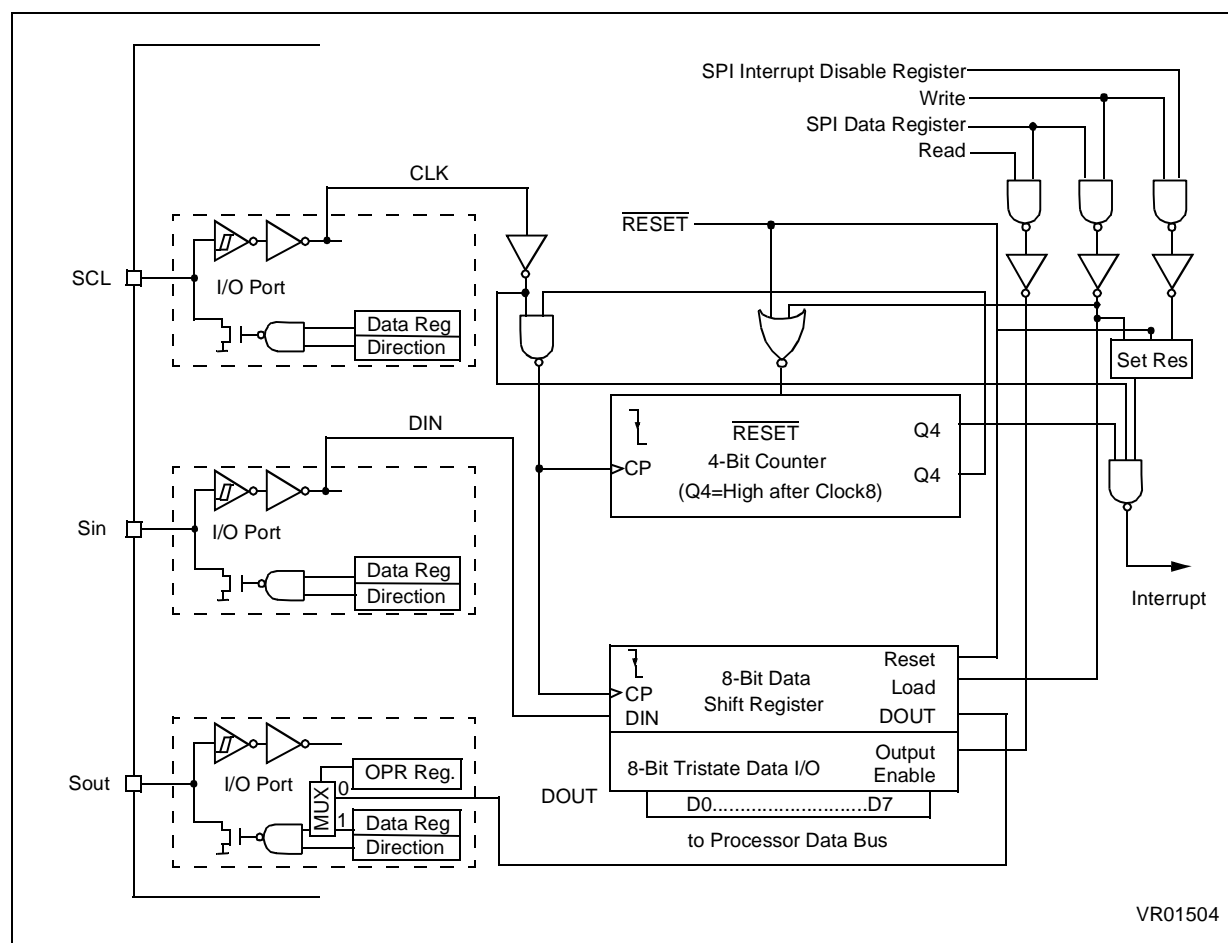 SPI Interrupt Disable Register
Write
SPI Data Register
Read
CLK
RESET
SCL
I/O Port
Data Reg
Direction
Set Res
DIN
RESET
Q4
4-Bit Counter
CP
Q4
(Q4=High after Clock8)
Sin
I/O Port
Data Reg
Direction
Interrupt
Reset
8-Bit Data
Load
CP
Shift Register
DIN
DOUT
Output
Enable
8-Bit Tristate Data I/O
Sout
I/O Port
OPR Reg.
MUX
0
1
Data Reg
Direction
DOUT
D0...........................D7
to Processor Data Bus
VR01504